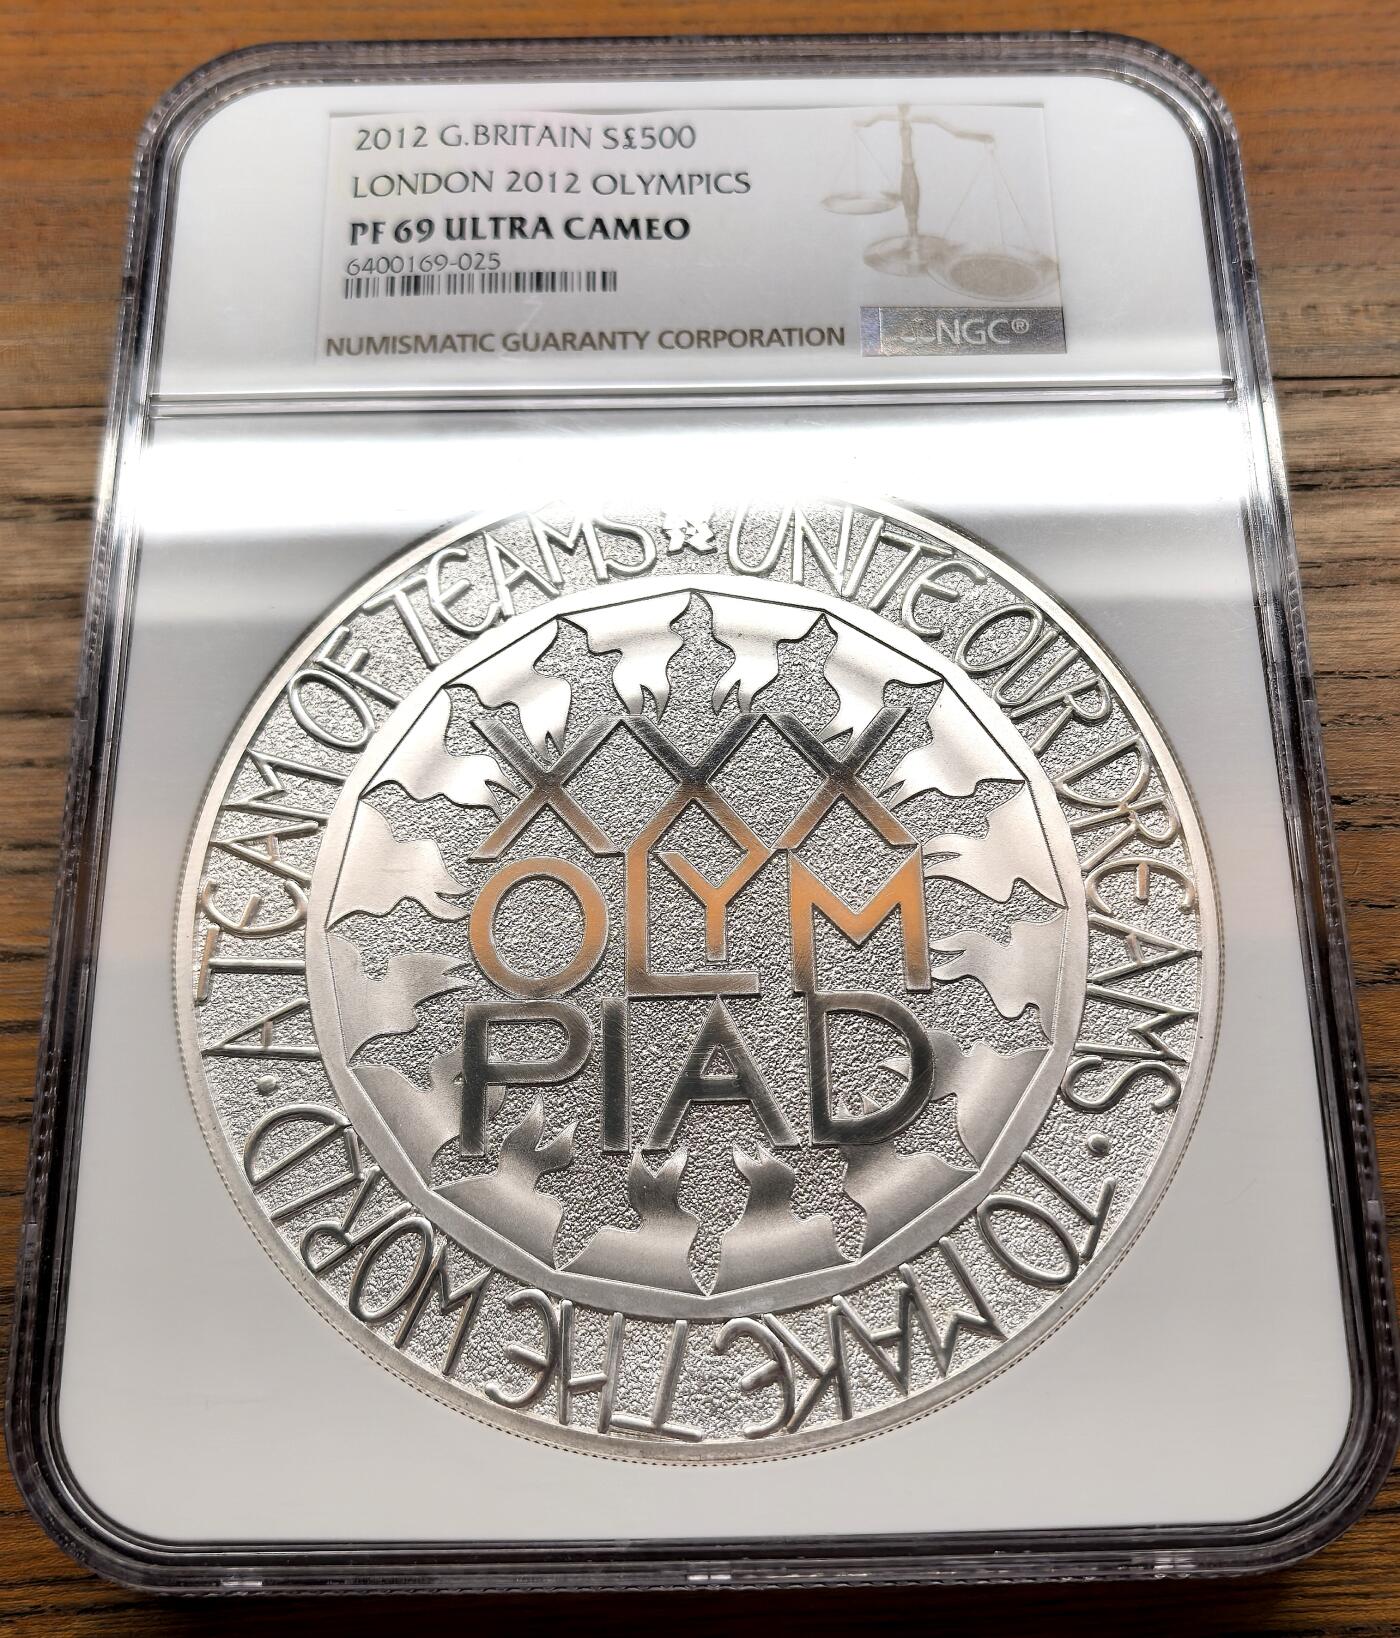 2012 G.BRITAIN S£500
LONDON 2012 OLYMPICS
PF 69 ULTRA CAMEO
6400169-025
NUMISMATIC GUARANTY CORPORATION
NGC®
UNITE OUR DREAMS · TO MAKE THE WORLD · A TEAM OF TEAMS
XXX
OLYM
PIAD